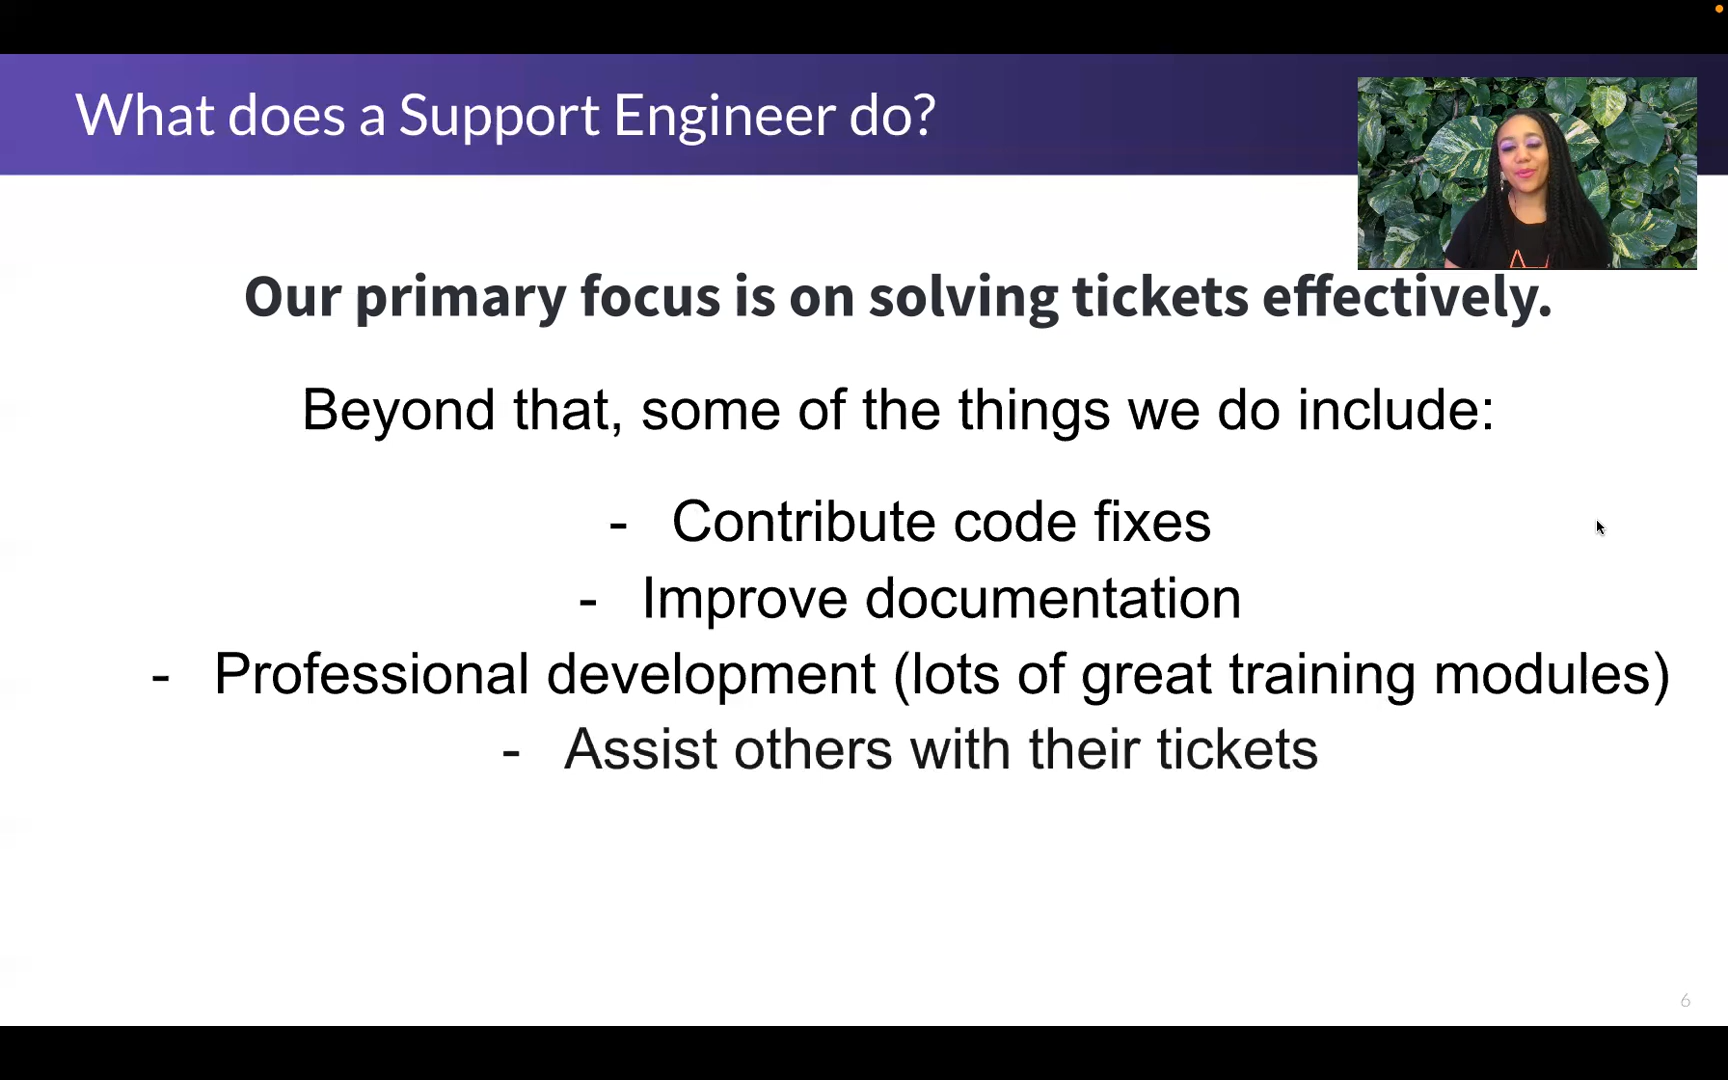 What does a Support Engineer do?
Our primary focus is on solving tickets effectively.
Beyond that, some of the things we do include:
- Contribute code fixes
- Improve documentation
- Professional development (lots of great training modules)
- Assist others with their tickets
6